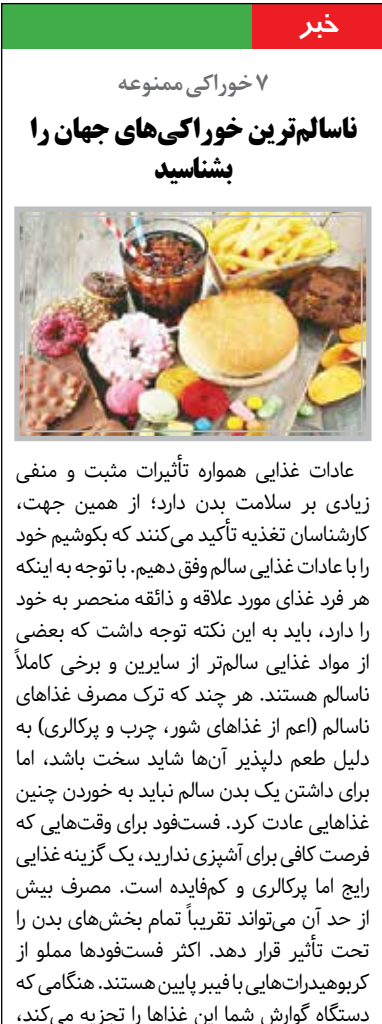 خبر
۷ خوراکی ممنوعه
ناسالم‌ترین خوراکی‌های جهان را
بشناسید
عادات غذایی همواره تأثیرات مثبت و منفی
زیادی بر سلامت بدن دارد؛ از همین جهت،
کارشناسان تغذیه تأکید می‌کنند که بکوشیم خود
را با عادات غذایی سالم وفق دهیم. با توجه به اینکه
هر فرد غذای مورد علاقه و ذائقه منحصر به خود
را دارد، باید به این نکته توجه داشت که بعضی
از مواد غذایی سالم‌تر از سایرین و برخی کاملاً
ناسالم هستند. هر چند که ترک مصرف غذاهای
ناسالم (اعم از غذاهای شور، چرب و پرکالری) به
دلیل طعم دلپذیر آن‌ها شاید سخت باشد، اما
برای داشتن یک بدن سالم نباید به خوردن چنین
غذاهایی عادت کرد. فست‌فود برای وقت‌هایی که
فرصت کافی برای آشپزی ندارید، یک گزینه غذایی
رایج اما پرکالری و کم‌فایده است. مصرف بیش
از حد آن می‌تواند تقریباً تمام بخش‌های بدن را
تحت تأثیر قرار دهد. اکثر فست‌فودها مملو از
کربوهیدرات‌هایی با فیبر پایین هستند. هنگامی که
دستگاه گوارش شما این غذاها را تجزیه می‌کند،